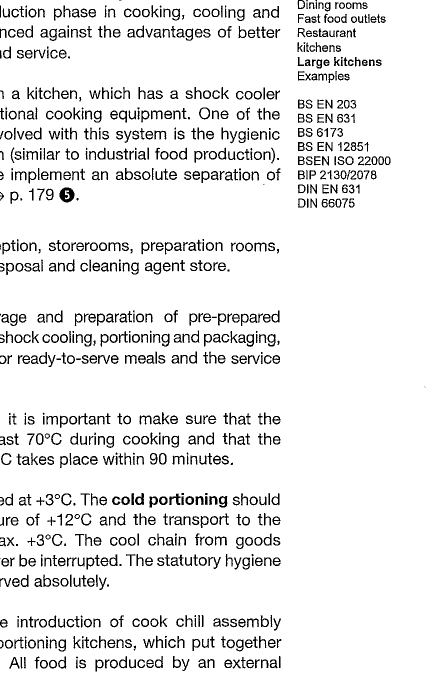 luction phase in cooking, cooling and
nced against the advantages of better
nd service.
n a kitchen, which has a shock cooler
tional cooking equipment. One of the
volved with this system is the hygienic
n (similar to industrial food production).
e implement an absolute separation of
p. 179 ❺.
eption, storerooms, preparation rooms,
sposal and cleaning agent store.
rage and preparation of pre-prepared
shock cooling, portioning and packaging,
or ready-to-serve meals and the service
it is important to make sure that the
ast 70°C during cooking and that the
C takes place within 90 minutes.
ed at +3°C. The cold portioning should
ure of +12°C and the transport to the
ax. +3°C. The cool chain from goods
er be interrupted. The statutory hygiene
rved absolutely.
e introduction of cook chill assembly
portioning kitchens, which put together
All food is produced by an external
Dining rooms
Fast food outlets
Restaurant
kitchens
Large kitchens
Examples
BS EN 203
BS EN 631
BS 6173
BS EN 12851
BSEN ISO 22000
BIP 2130/2078
DIN EN 631
DIN 66075